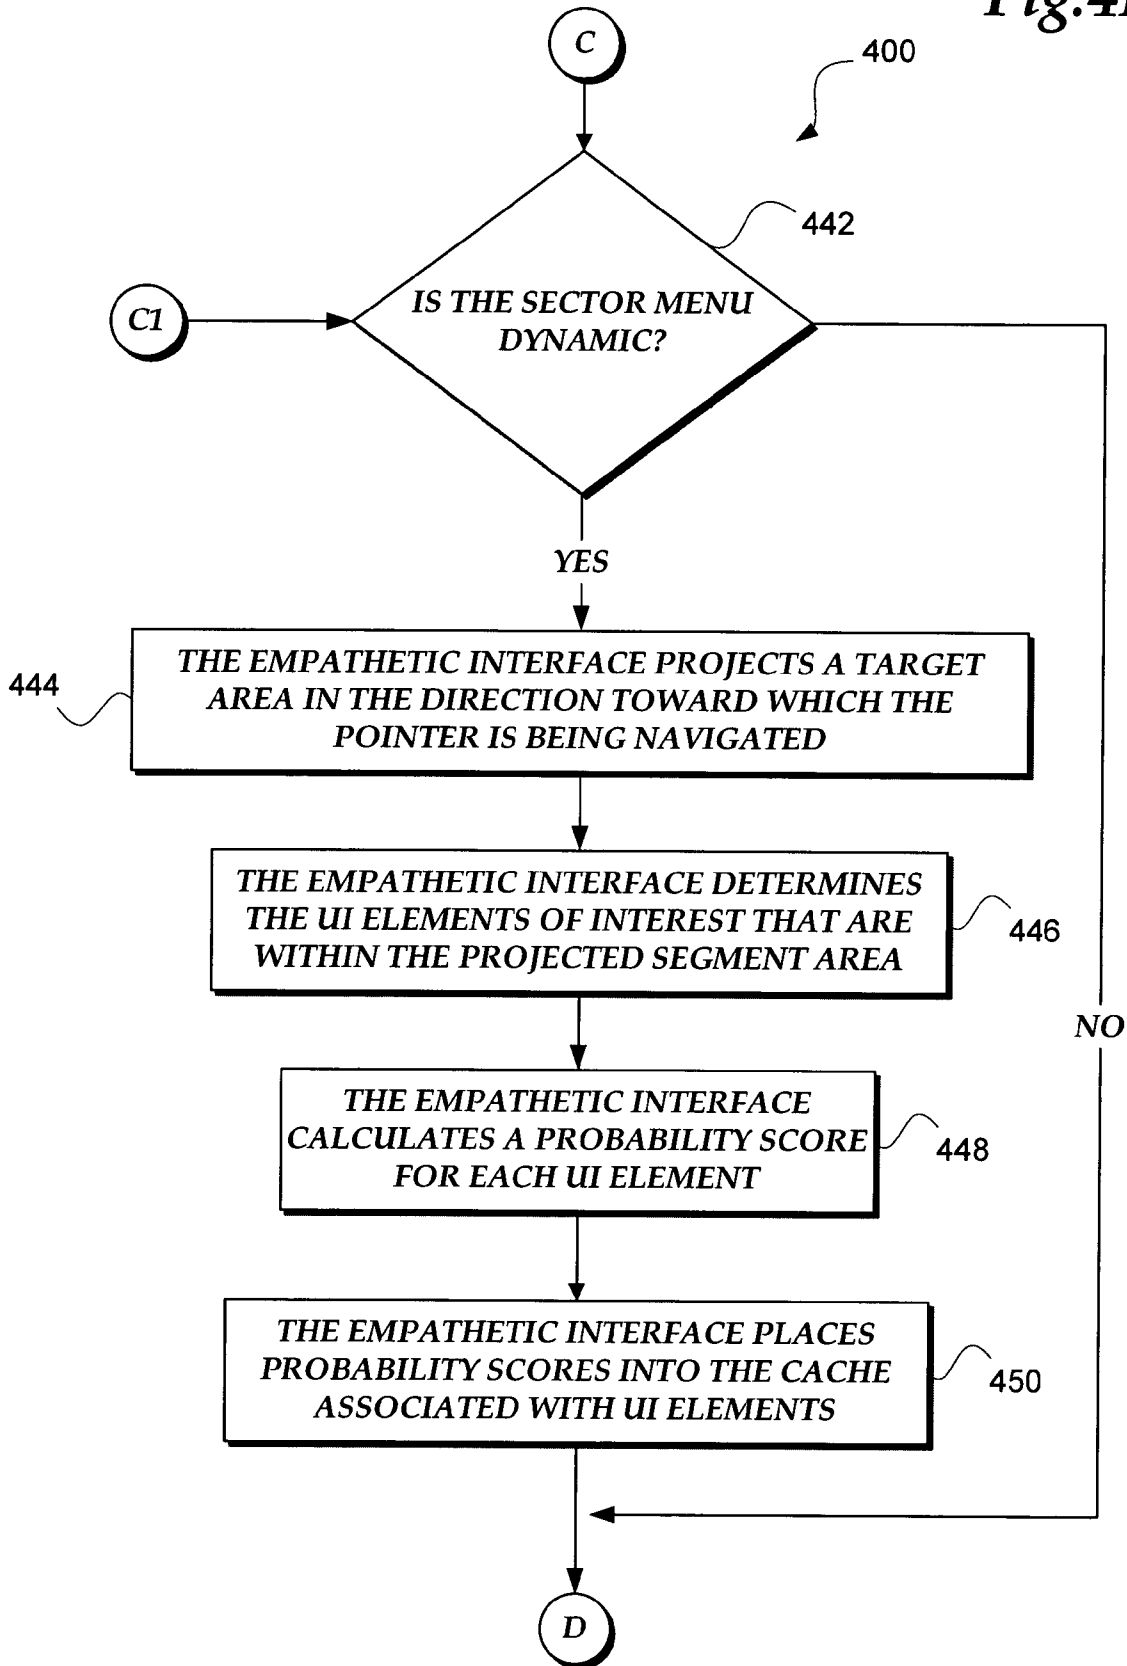 C
400
442
C1
IS THE SECTOR MENU
DYNAMIC?
YES
444
THE EMPATHETIC INTERFACE PROJECTS A TARGET
AREA IN THE DIRECTION TOWARD WHICH THE
POINTER IS BEING NAVIGATED
THE EMPATHETIC INTERFACE DETERMINES
THE UI ELEMENTS OF INTEREST THAT ARE
WITHIN THE PROJECTED SEGMENT AREA
446
NO
THE EMPATHETIC INTERFACE
CALCULATES A PROBABILITY SCORE
FOR EACH UI ELEMENT
448
THE EMPATHETIC INTERFACE PLACES
PROBABILITY SCORES INTO THE CACHE
ASSOCIATED WITH UI ELEMENTS
450
D